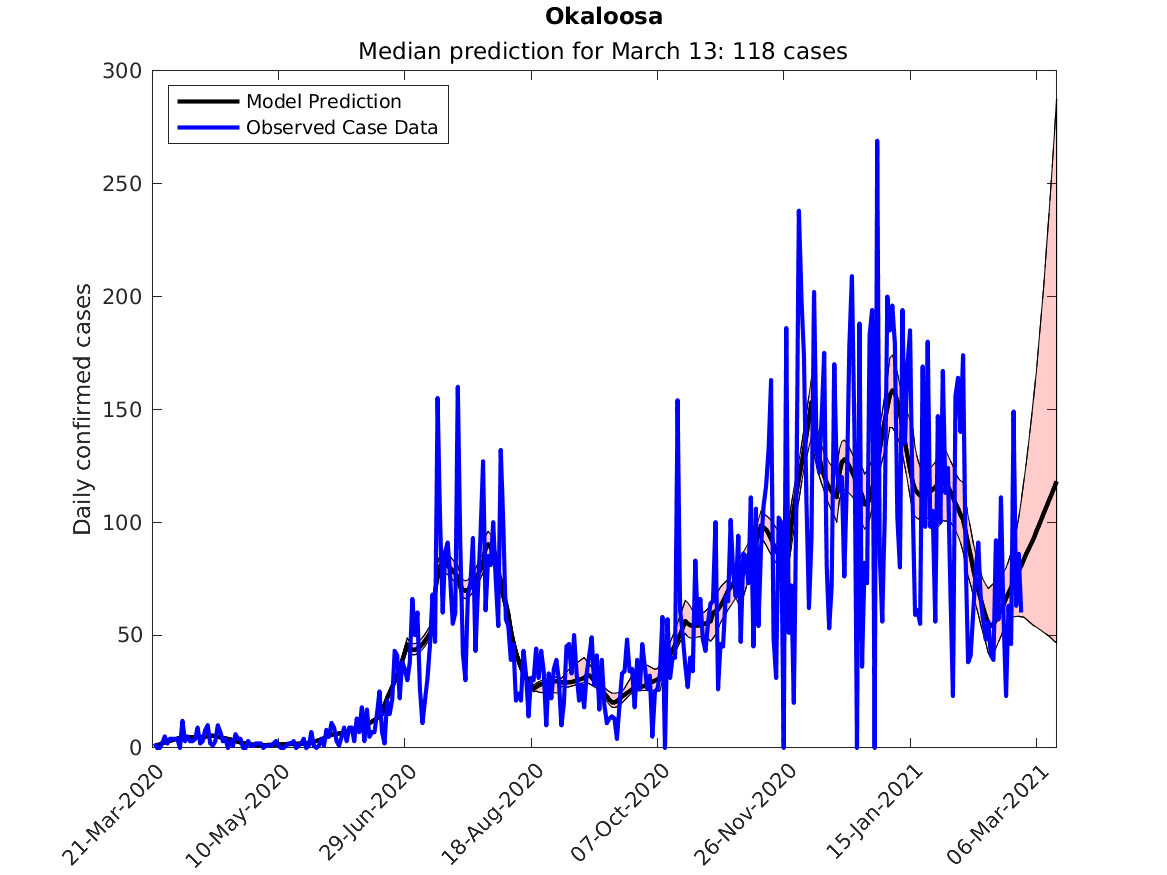 Okaloosa
Median prediction for March 13: 118 cases
Model Prediction
Observed Case Data
Daily confirmed cases
300
250
200
150
100
50
0
21-Mar-2020
10-May-2020
29-Jun-2020
18-Aug-2020
07-Oct-2020
26-Nov-2020
15-Jan-2021
06-Mar-2021